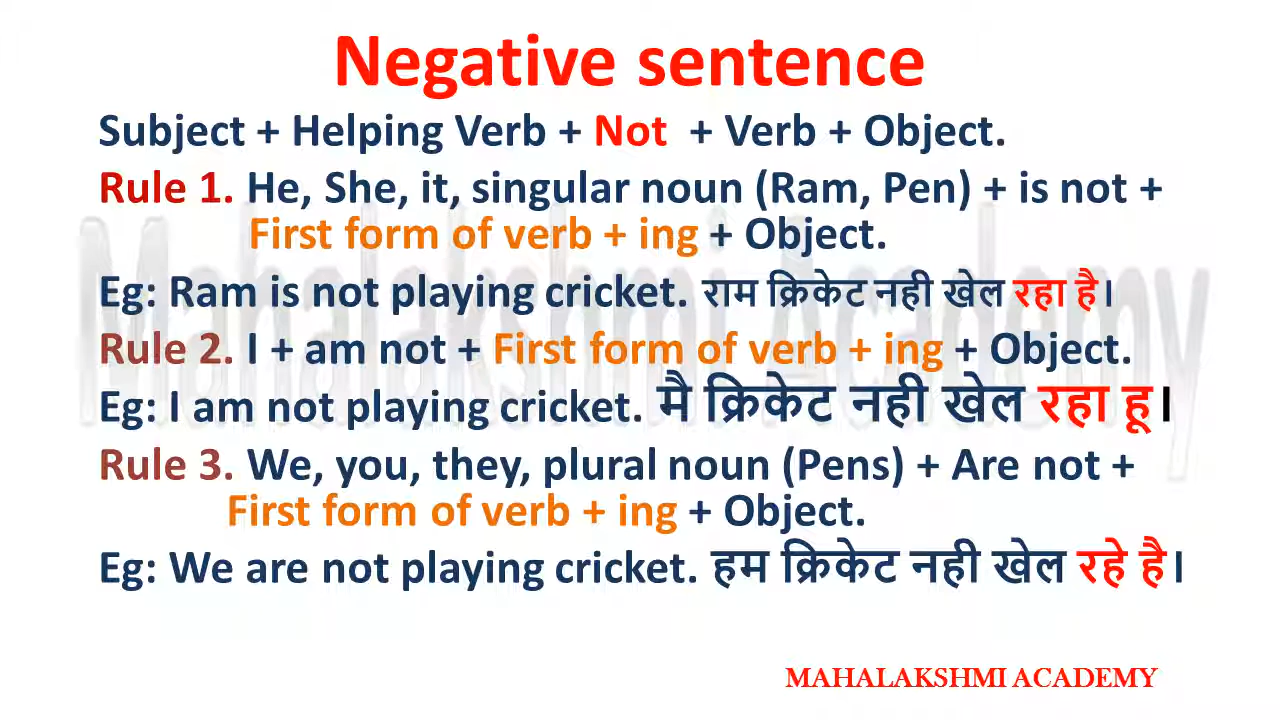 Negative sentence
Subject + Helping Verb + Not + Verb + Object.
Rule 1. He, She, it, singular noun (Ram, Pen) + is not +
First form of verb + ing + Object.
Eg: Ram is not playing cricket. राम क्रिकेट नही खेल रहा है।
Rule 2. I + am not + First form of verb + ing + Object.
Eg: I am not playing cricket. मै क्रिकेट नही खेल रहा हू।
Rule 3. We, you, they, plural noun (Pens) + Are not +
First form of verb + ing + Object.
Eg: We are not playing cricket. हम क्रिकेट नही खेल रहे है।
Mahalakshmi Academy
MAHALAKSHMI ACADEMY